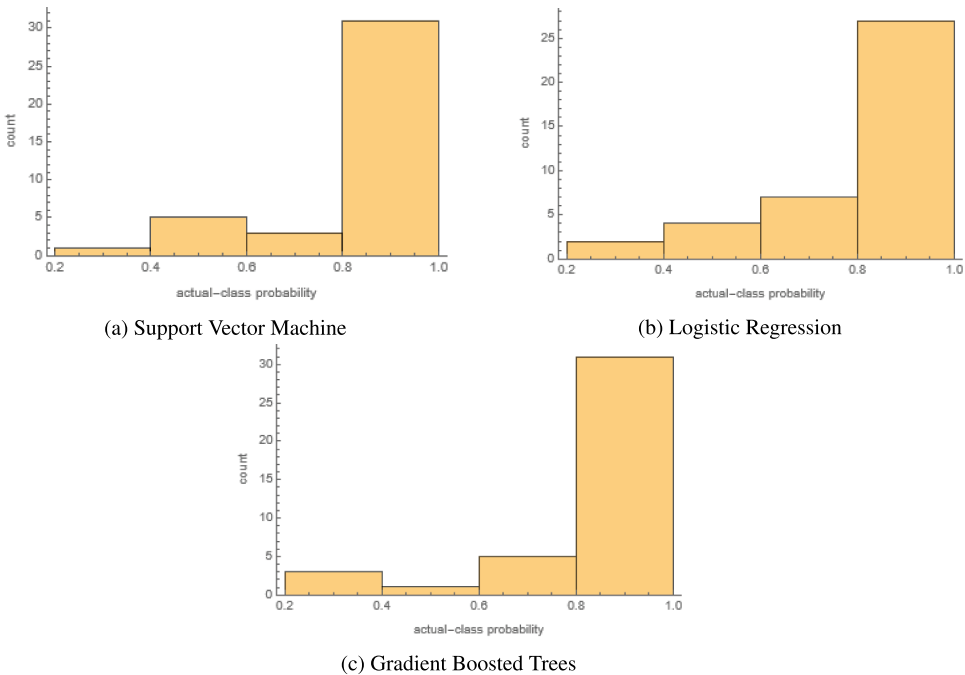 30
25
20
15
10
5
0
count
0.2 0.4 0.6 0.8 1.0
actual-class probability
(a) Support Vector Machine
25
20
15
10
5
0
count
0.2 0.4 0.6 0.8 1.0
actual-class probability
(b) Logistic Regression
30
25
20
15
10
5
0
count
0.2 0.4 0.6 0.8 1.0
actual-class probability
(c) Gradient Boosted Trees